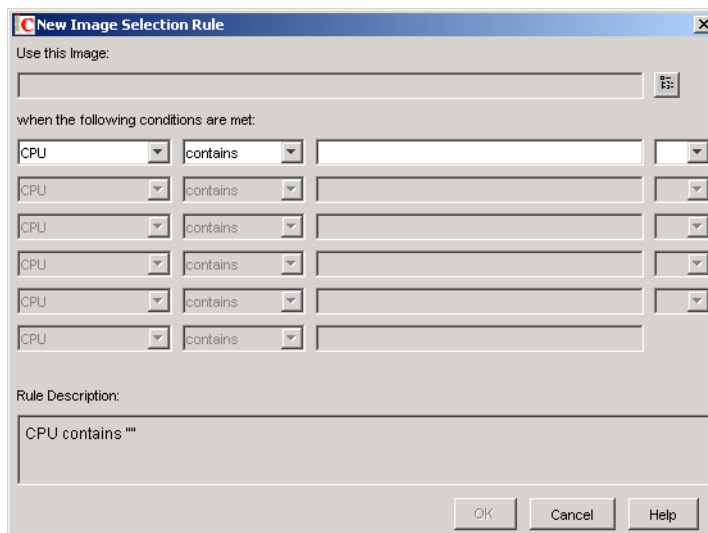 New Image Selection Rule
Use this Image:
when the following conditions are met:
CPU contains
CPU contains
CPU contains
CPU contains
CPU contains
CPU contains
Rule Description:
CPU contains ""
OK Cancel Help